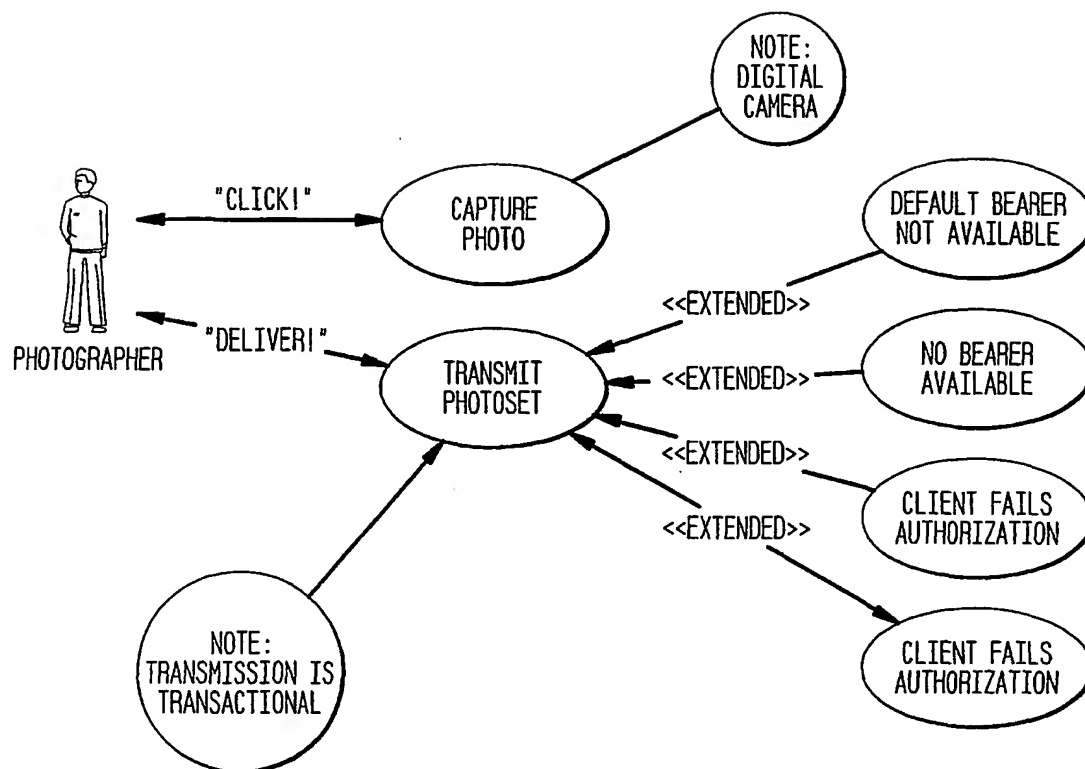 NOTE:
DIGITAL
CAMERA
"CLICK!"
CAPTURE
PHOTO
DEFAULT BEARER
NOT AVAILABLE
<<EXTENDED>>
"DELIVER!"
PHOTOGRAPHER
TRANSMIT
PHOTOSET
<<EXTENDED>>
NO BEARER
AVAILABLE
<<EXTENDED>>
CLIENT FAILS
AUTHORIZATION
<<EXTENDED>>
NOTE:
TRANSMISSION IS
TRANSACTIONAL
CLIENT FAILS
AUTHORIZATION